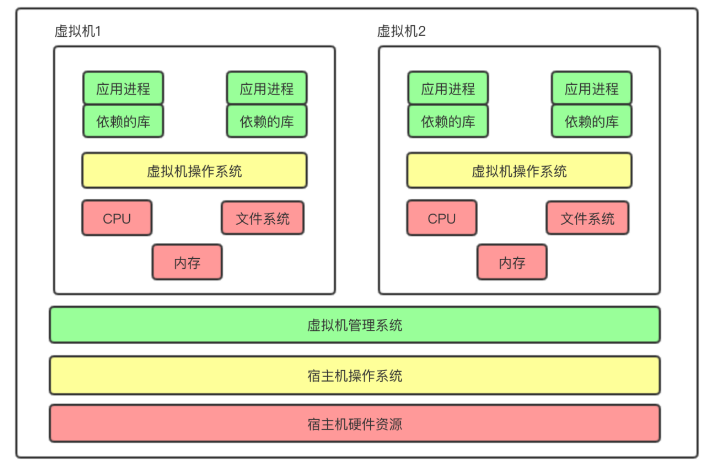 虚拟机1
虚拟机2
应用进程
应用进程
应用进程
应用进程
依赖的库
依赖的库
依赖的库
依赖的库
虚拟机操作系统
虚拟机操作系统
CPU
文件系统
CPU
文件系统
内存
内存
虚拟机管理系统
宿主机操作系统
宿主机硬件资源